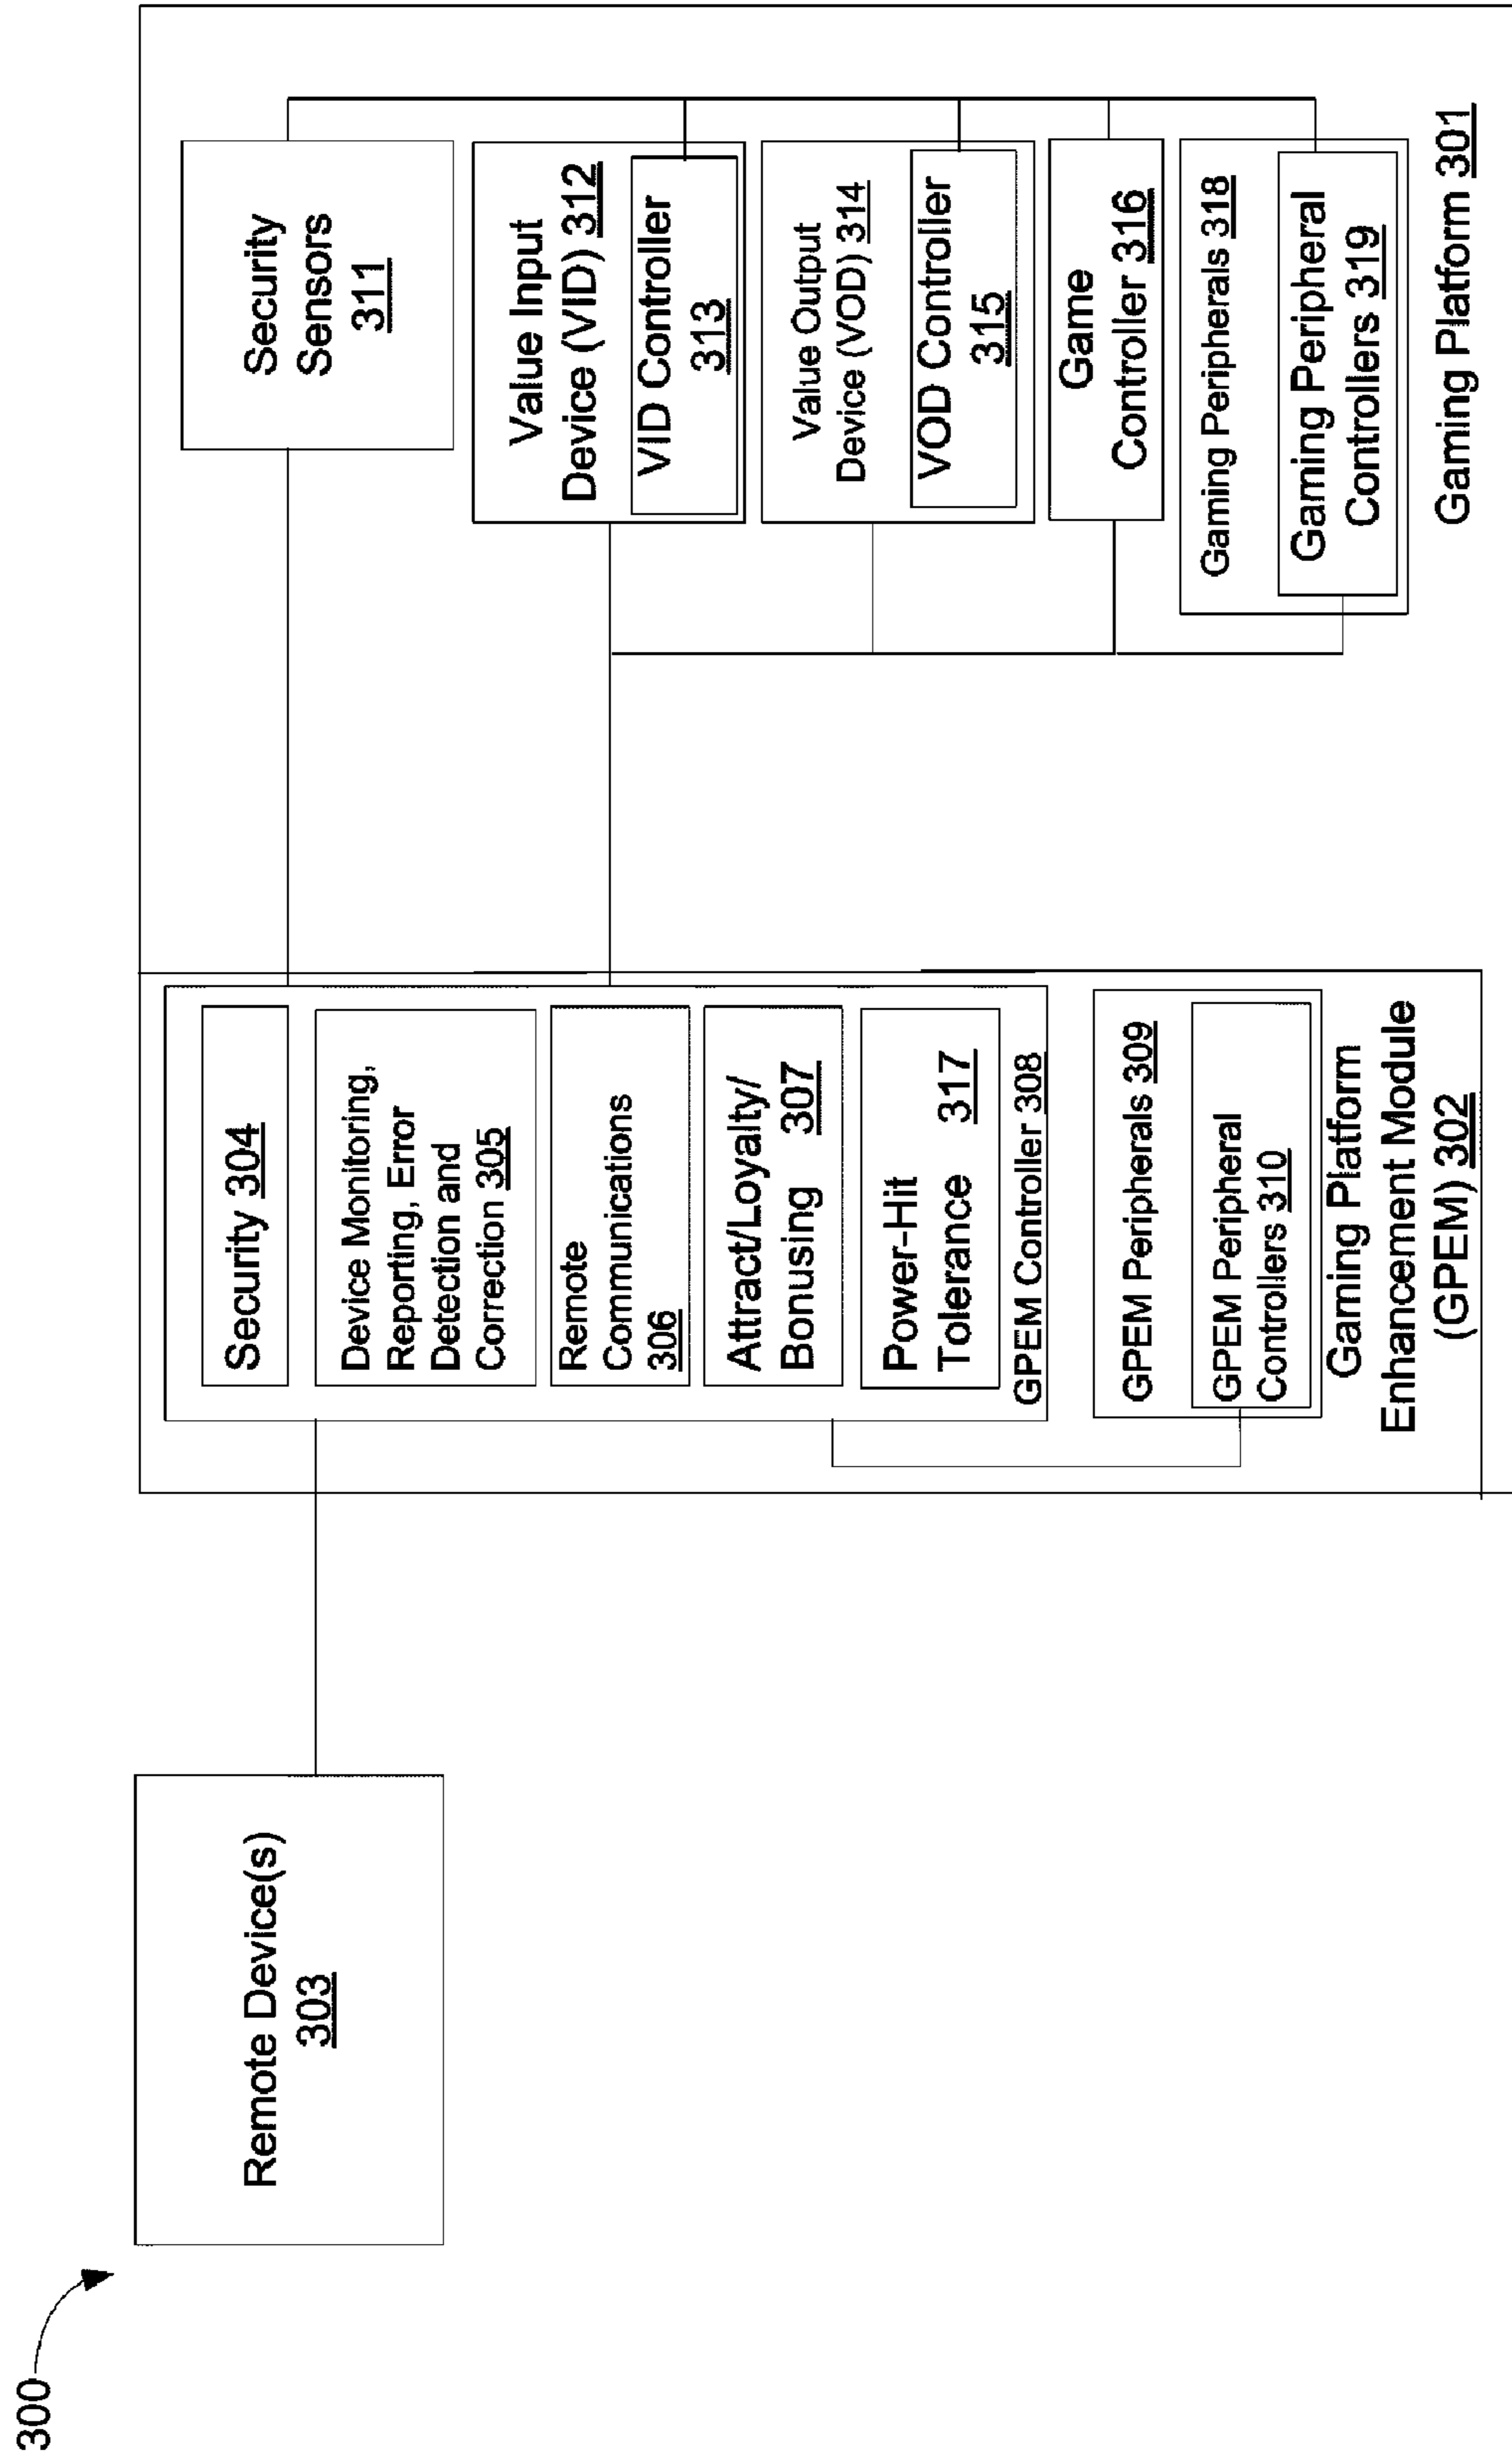 300
Remote Device(s)
303
Security 304
Device Monitoring,
Reporting, Error
Detection and
Correction 305
Remote
Communications
306
Attract/Loyalty/
Bonusing 307
Power-Hit
Tolerance 317
GPEM Controller 308
GPEM Peripherals 309
GPEM Peripheral
Controllers 310
Gaming Platform
Enhancement Module
(GPEM) 302
Security
Sensors
311
Value Input
Device (VID) 312
VID Controller
313
Value Output
Device (VOD) 314
VOD Controller
315
Game
Controller 316
Gaming Peripherals 318
Gaming Peripheral
Controllers 319
Gaming Platform 301